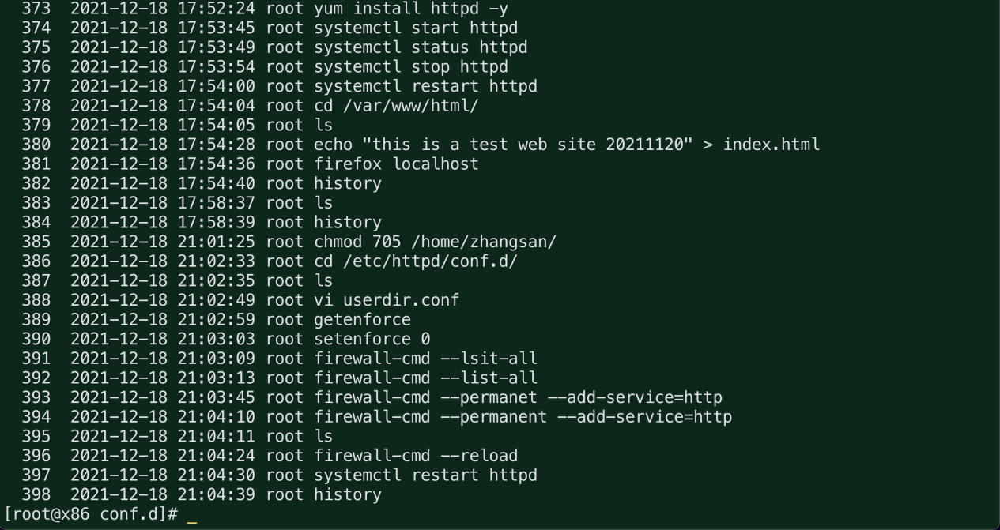 373  2021-12-18 17:52:24 root yum install httpd -y
374  2021-12-18 17:53:45 root systemctl start httpd
375  2021-12-18 17:53:49 root systemctl status httpd
376  2021-12-18 17:53:54 root systemctl stop httpd
377  2021-12-18 17:54:00 root systemctl restart httpd
378  2021-12-18 17:54:04 root cd /var/www/html/
379  2021-12-18 17:54:05 root ls
380  2021-12-18 17:54:28 root echo "this is a test web site 20211120" > index.html
381  2021-12-18 17:54:36 root firefox localhost
382  2021-12-18 17:54:40 root history
383  2021-12-18 17:58:37 root ls
384  2021-12-18 17:58:39 root history
385  2021-12-18 21:01:25 root chmod 705 /home/zhangsan/
386  2021-12-18 21:02:33 root cd /etc/httpd/conf.d/
387  2021-12-18 21:02:35 root ls
388  2021-12-18 21:02:49 root vi userdir.conf
389  2021-12-18 21:02:59 root getenforce
390  2021-12-18 21:03:03 root setenforce 0
391  2021-12-18 21:03:09 root firewall-cmd --lsit-all
392  2021-12-18 21:03:13 root firewall-cmd --list-all
393  2021-12-18 21:03:45 root firewall-cmd --permanet --add-service=http
394  2021-12-18 21:04:10 root firewall-cmd --permanent --add-service=http
395  2021-12-18 21:04:11 root ls
396  2021-12-18 21:04:24 root firewall-cmd --reload
397  2021-12-18 21:04:30 root systemctl restart httpd
398  2021-12-18 21:04:39 root history
[root@x86 conf.d]# _